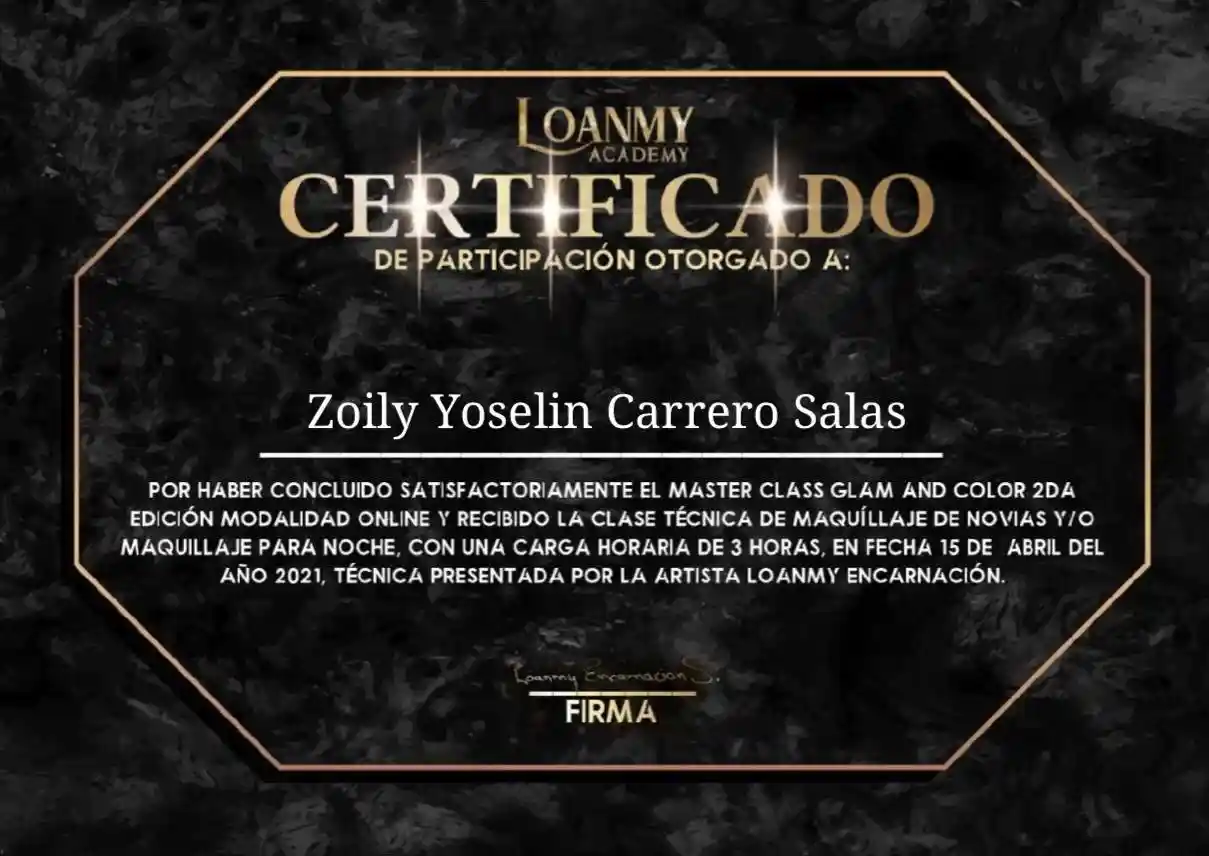 LOANMY
ACADEMY
CERTIFICADO
DE PARTICIPACIÓN OTORGADO A:
Zoily Yoselin Carrero Salas
POR HABER CONCLUIDO SATISFACTORIAMENTE EL MASTER CLASS GLAM AND COLOR 2DA
EDICIÓN MODALIDAD ONLINE Y RECIBIDO LA CLASE TÉCNICA DE MAQUÍLLAJE DE NOVIAS Y/O
MAQUILLAJE PARA NOCHE, CON UNA CARGA HORARIA DE 3 HORAS, EN FECHA 15 DE ABRIL DEL
AÑO 2021, TÉCNICA PRESENTADA POR LA ARTISTA LOANMY ENCARNACIÓN.
Loanmy Encarnación S.
FIRMA